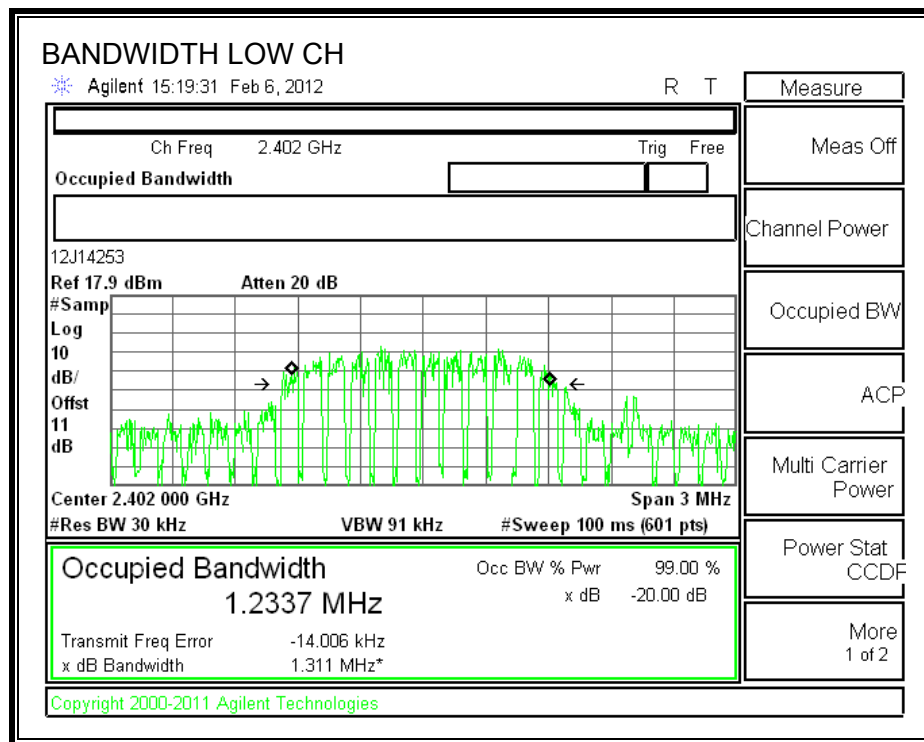 BANDWIDTH LOW CH
Agilent 15:19:31 Feb 6, 2012 R T
Measure
Ch Freq 2.402 GHz Trig Free
Meas Off
Occupied Bandwidth
Channel Power
12J14253
Ref 17.9 dBm Atten 20 dB
#Samp
Log
10
dB/
Offst
11
dB
Occupied BW
ACP
Multi Carrier
Power
Center 2.402 000 GHz Span 3 MHz
#Res BW 30 kHz VBW 91 kHz #Sweep 100 ms (601 pts)
Power Stat
CCDF
Occupied Bandwidth Occ BW % Pwr 99.00 %
1.2337 MHz x dB -20.00 dB
Transmit Freq Error -14.006 kHz
x dB Bandwidth 1.311 MHz*
More
1 of 2
Copyright 2000-2011 Agilent Technologies